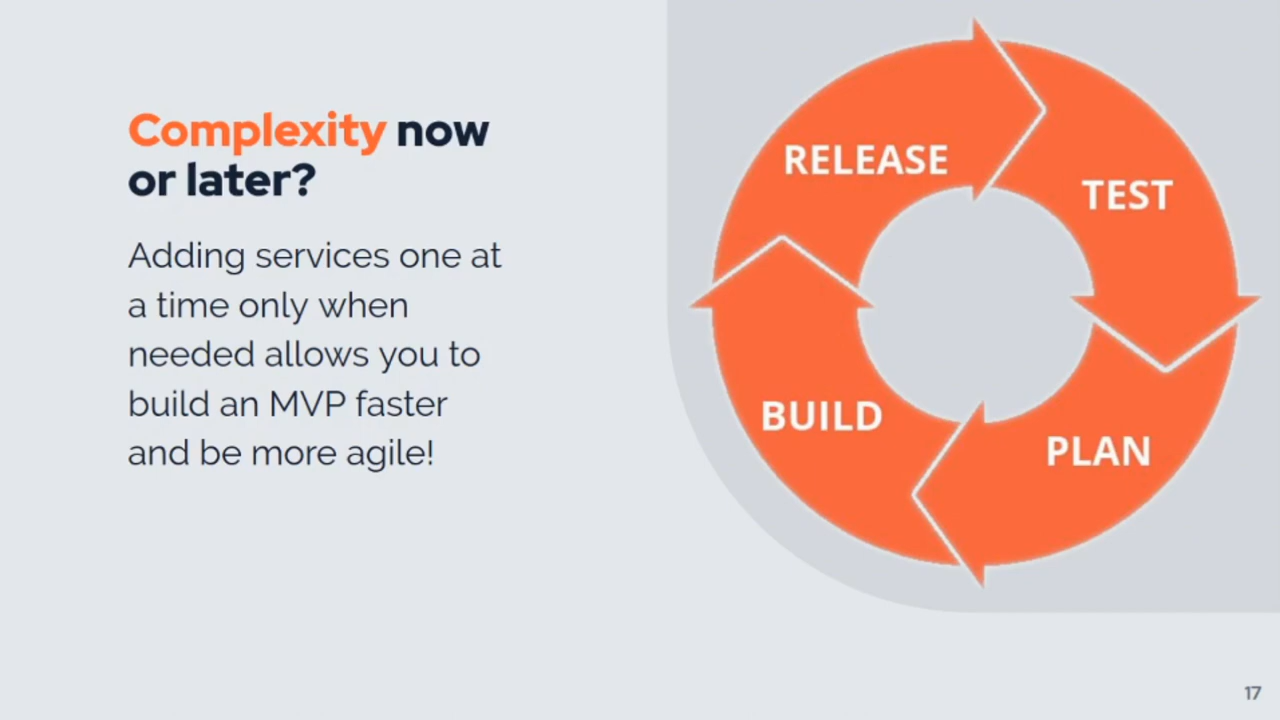 Complexity now
or later?
Adding services one at
a time only when
needed allows you to
build an MVP faster
and be more agile!
RELEASE
TEST
BUILD
PLAN
17